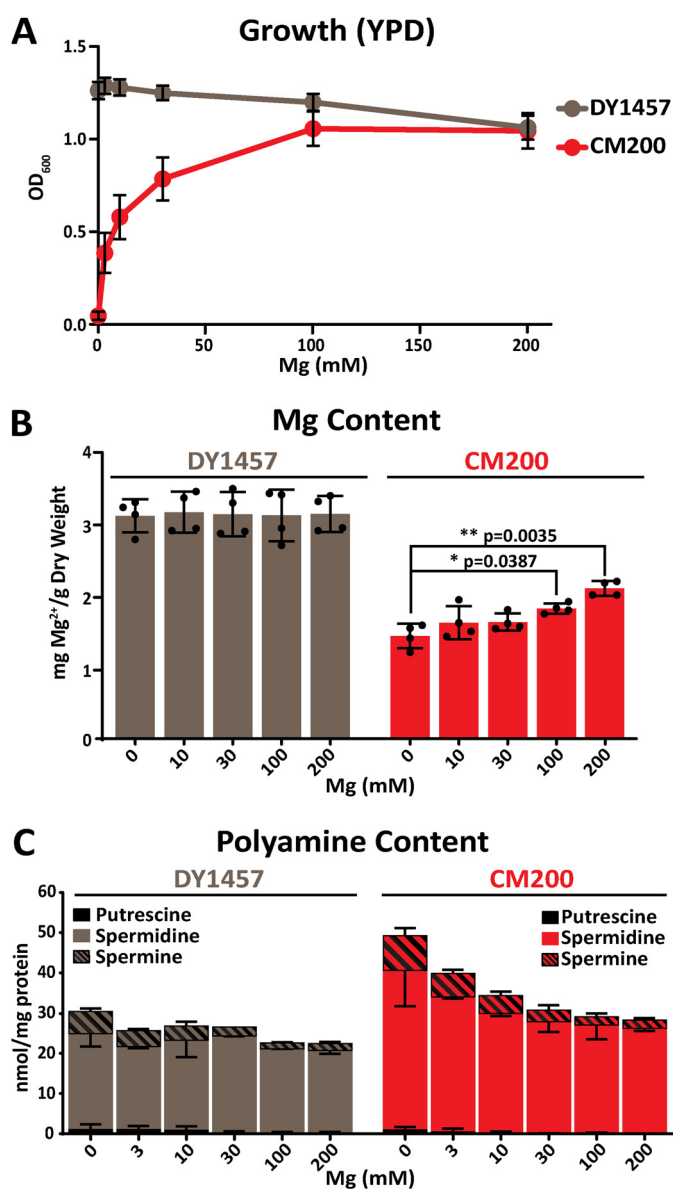 A
Growth (YPD)
1.5
1.0
0.5
0.0
OD600
0 50 100 150 200
Mg (mM)
DY1457
CM200
B
Mg Content
DY1457 CM200
4
3
2
1
0
mg Mg2+/g Dry Weight
** p=0.0035
* p=0.0387
0 10 30 100 200 0 10 30 100 200
Mg (mM) Mg (mM)
C
Polyamine Content
DY1457 CM200
60
50
40
30
20
10
0
nmol/mg protein
Putrescine
Spermidine
Spermine
Putrescine
Spermidine
Spermine
0 3 10 30 100 200 0 3 10 30 100 200
Mg (mM) Mg (mM)